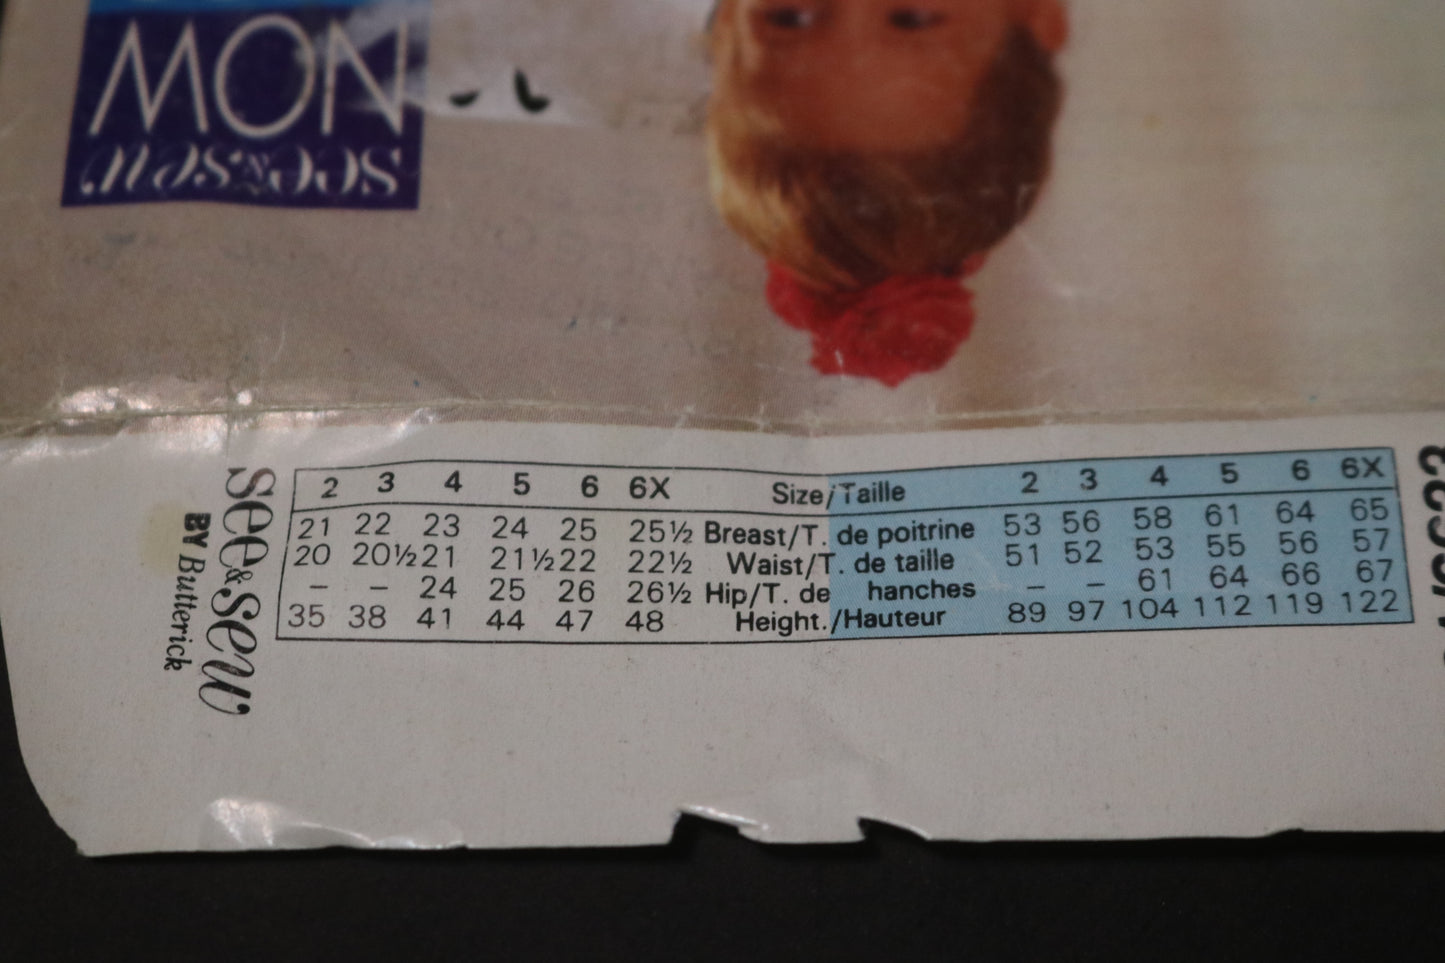 NOW
see&sew
see&sew
BY Butterick
2 3 4 5 6 6X Size/Taille 2 3 4 5 6 6X
21 22 23 24 25 25½ Breast/T. de poitrine 53 56 58 61 64 65
20 20½ 21 21½ 22 22½ Waist/T. de taille 51 52 53 55 56 57
– – 24 25 26 26½ Hip/T. de hanches – – 61 64 66 67
35 38 41 44 47 48 Height./Hauteur 89 97 104 112 119 122